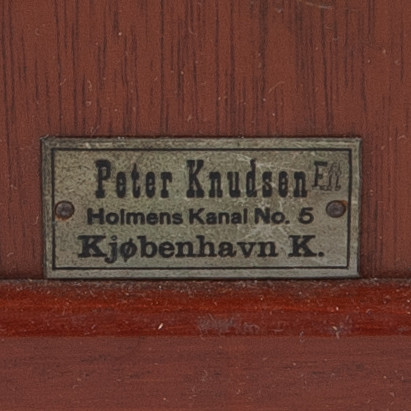 Peter Knudsen Eft
Holmens Kanal No. 5
Kjøbenhavn K.